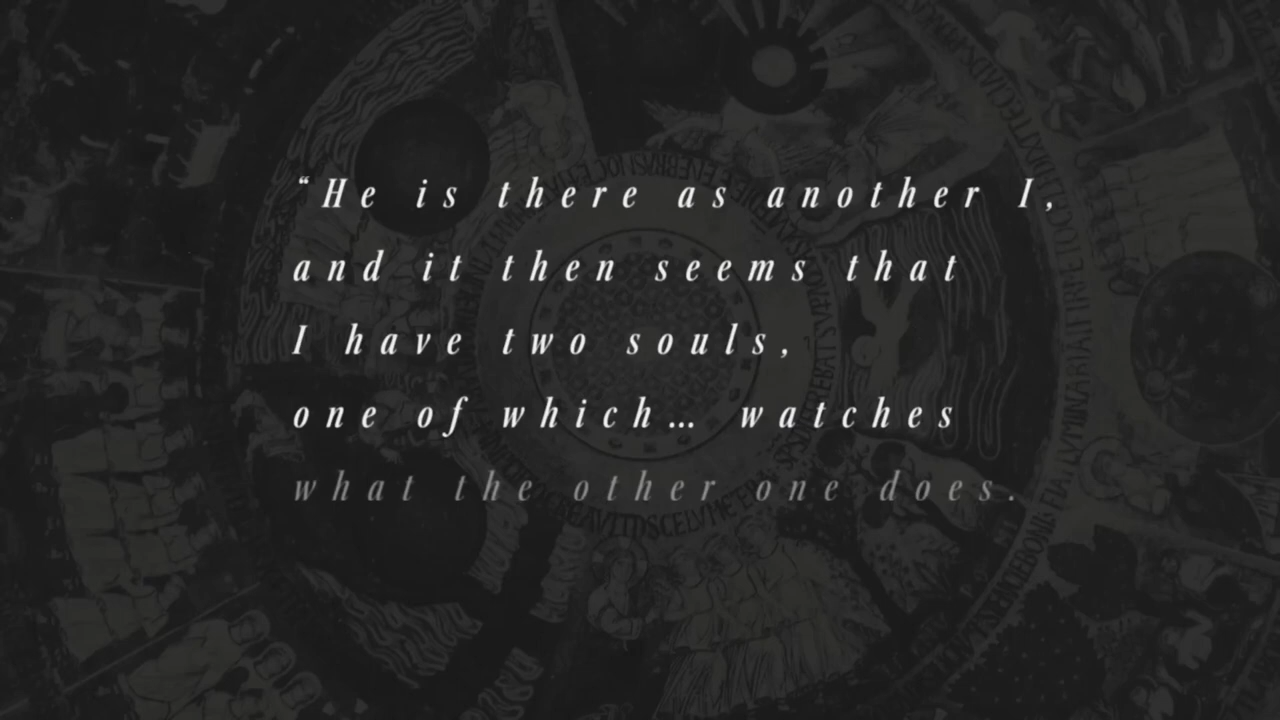 “He is there as another I,
and it then seems that
I have two souls,
one of which… watches
what the other one does.